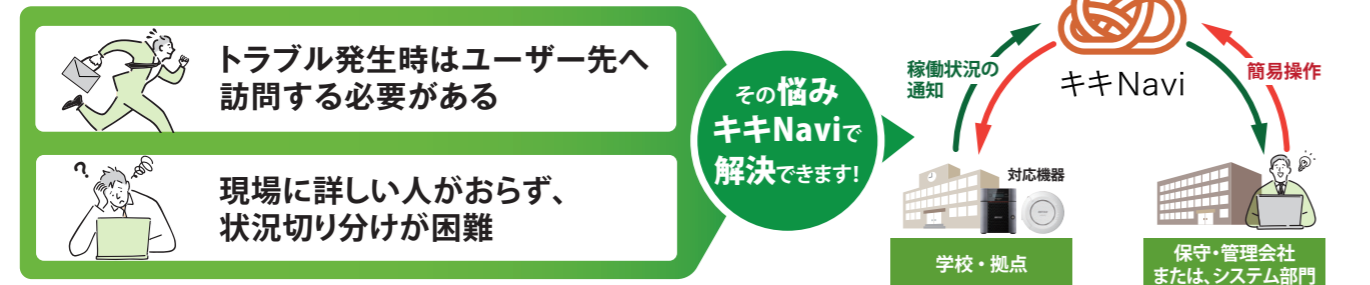 トラブル発生時はユーザー先へ
訪問する必要がある
現場に詳しい人がおらず、
状況切り分けが困難
?
その悩み
キキNaviで
解決できます!
稼働状況の
通知
キキNavi
簡易操作
対応機器
学校・拠点
保守・管理会社
または、システム部門